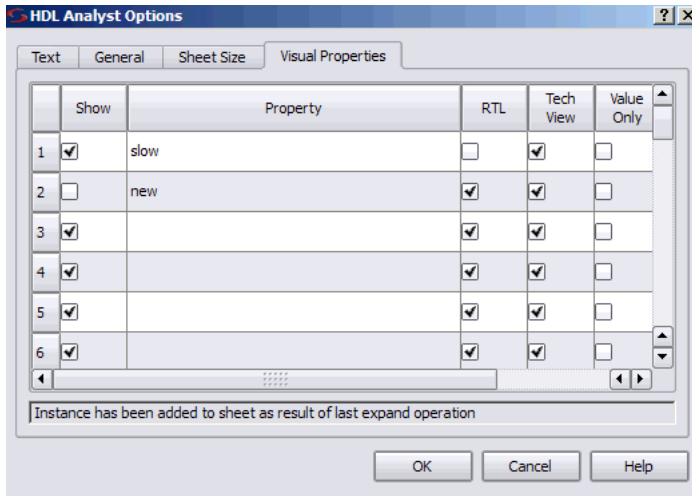 HDL Analyst Options
Text General Sheet Size Visual Properties
Show Property RTL Tech View Value Only
1 slow
2 new
3
4
5
6
Instance has been added to sheet as result of last expand operation
OK Cancel Help